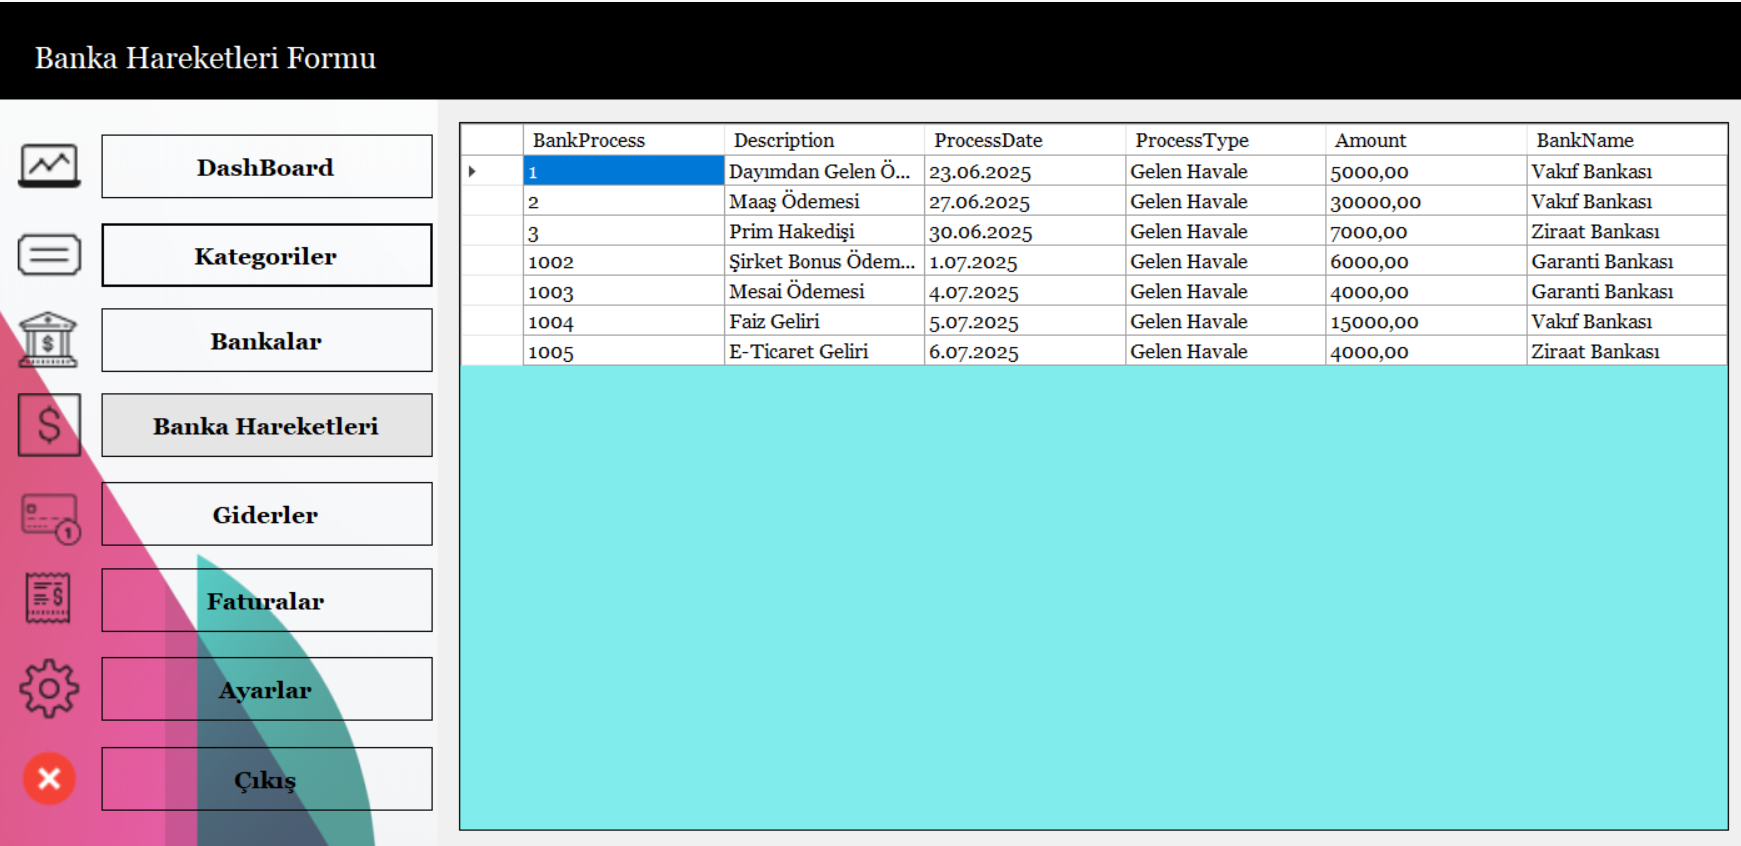 Banka Hareketleri Formu
DashBoard
Kategoriler
Bankalar
Banka Hareketleri
Giderler
Faturalar
Ayarlar
Çıkış
BankProcess Description ProcessDate ProcessType Amount BankName
1 Dayımdan Gelen Ö... 23.06.2025 Gelen Havale 5000,00 Vakıf Bankası
2 Maaş Ödemesi 27.06.2025 Gelen Havale 30000,00 Vakıf Bankası
3 Prim Hakedişi 30.06.2025 Gelen Havale 7000,00 Ziraat Bankası
1002 Şirket Bonus Ödem... 1.07.2025 Gelen Havale 6000,00 Garanti Bankası
1003 Mesai Ödemesi 4.07.2025 Gelen Havale 4000,00 Garanti Bankası
1004 Faiz Geliri 5.07.2025 Gelen Havale 15000,00 Vakıf Bankası
1005 E-Ticaret Geliri 6.07.2025 Gelen Havale 4000,00 Ziraat Bankası